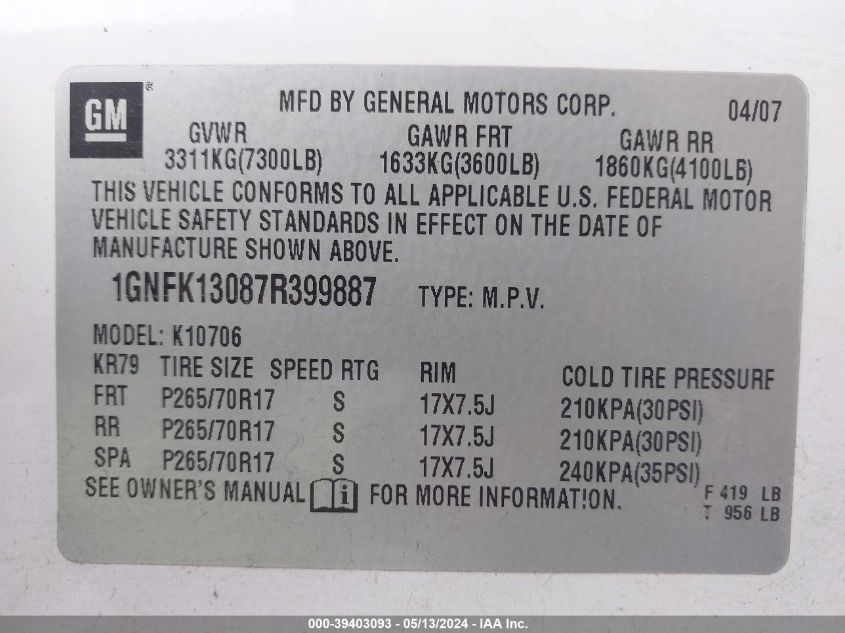 GM ®
MFD BY GENERAL MOTORS CORP. 04/07
GVWR GAWR FRT GAWR RR
3311KG(7300LB) 1633KG(3600LB) 1860KG(4100LB)
THIS VEHICLE CONFORMS TO ALL APPLICABLE U.S. FEDERAL MOTOR
VEHICLE SAFETY STANDARDS IN EFFECT ON THE DATE OF
MANUFACTURE SHOWN ABOVE.
1GNFK13087R399887 TYPE: M.P.V.
MODEL: K10706
KR79 TIRE SIZE SPEED RTG RIM COLD TIRE PRESSURE
FRT P265/70R17 S 17X7.5J 210KPA(30PSI)
RR P265/70R17 S 17X7.5J 210KPA(30PSI)
SPA P265/70R17 S 17X7.5J 240KPA(35PSI)
SEE OWNER'S MANUAL i FOR MORE INFORMATION. F 419 LB
T 956 LB
000-39403093 - 05/13/2024 - IAA Inc.